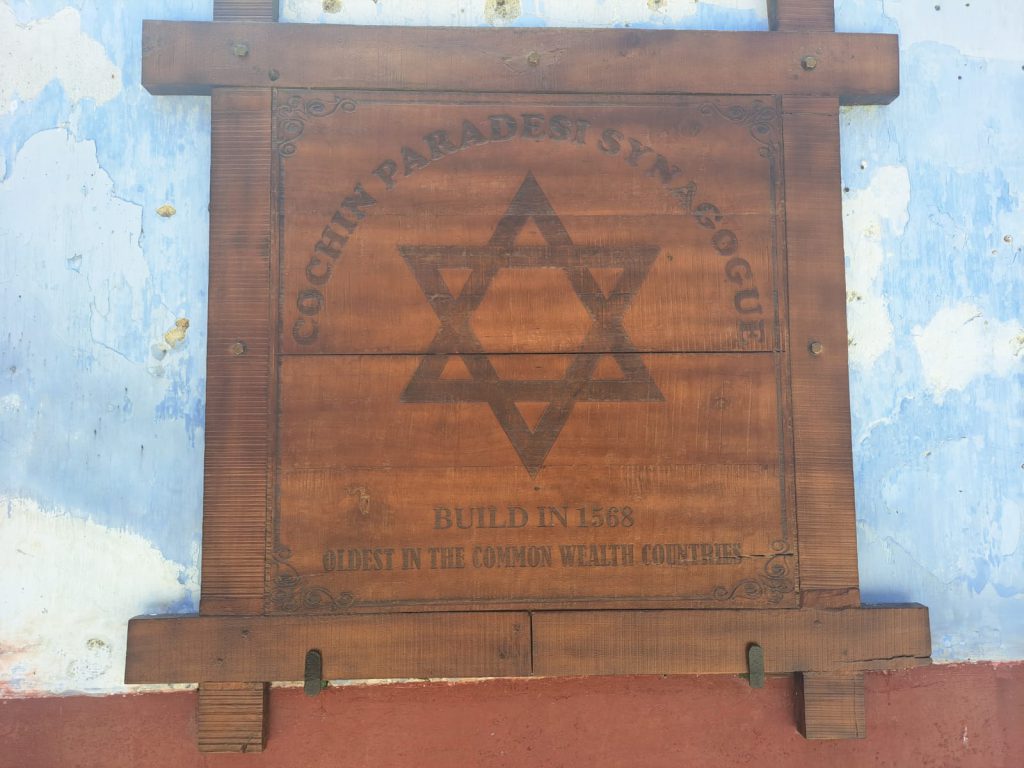 COCHIN PARADESI SYNAGOGUE
BUILD IN 1568
OLDEST IN THE COMMON WEALTH COUNTRIES